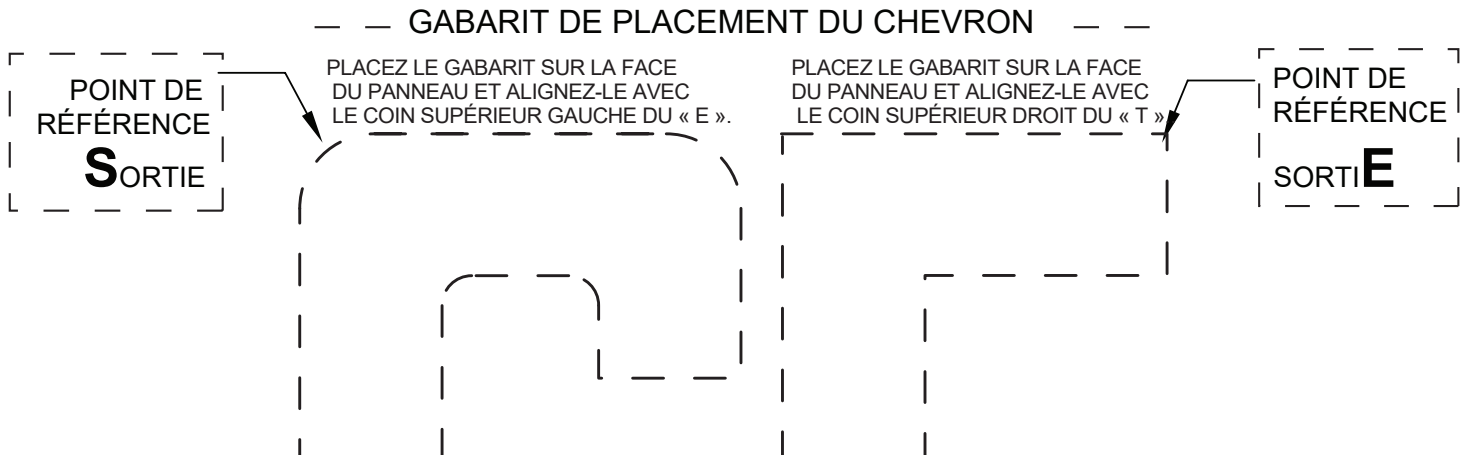 GABARIT DE PLACEMENT DU CHEVRON
POINT DE
RÉFÉRENCE
SORTIE
PLACEZ LE GABARIT SUR LA FACE
DU PANNEAU ET ALIGNEZ-LE AVEC
LE COIN SUPÉRIEUR GAUCHE DU « E ».
PLACEZ LE GABARIT SUR LA FACE
DU PANNEAU ET ALIGNEZ-LE AVEC
LE COIN SUPÉRIEUR DROIT DU « T »
POINT DE
RÉFÉRENCE
SORTIE